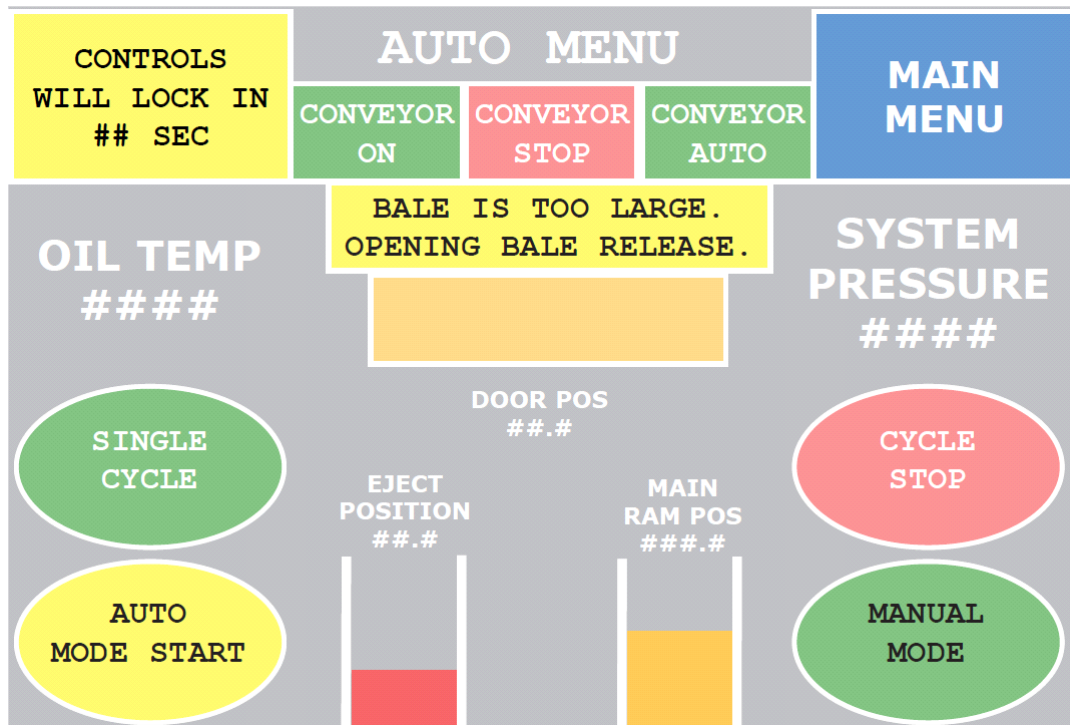 CONTROLS
WILL LOCK IN
## SEC
AUTO MENU
CONVEYOR
ON
CONVEYOR
STOP
CONVEYOR
AUTO
MAIN
MENU
BALE IS TOO LARGE.
OPENING BALE RELEASE.
OIL TEMP
####
SYSTEM
PRESSURE
####
DOOR POS
##.#
SINGLE
CYCLE
CYCLE
STOP
EJECT
POSITION
##.#
MAIN
RAM POS
###.#
AUTO
MODE START
MANUAL
MODE